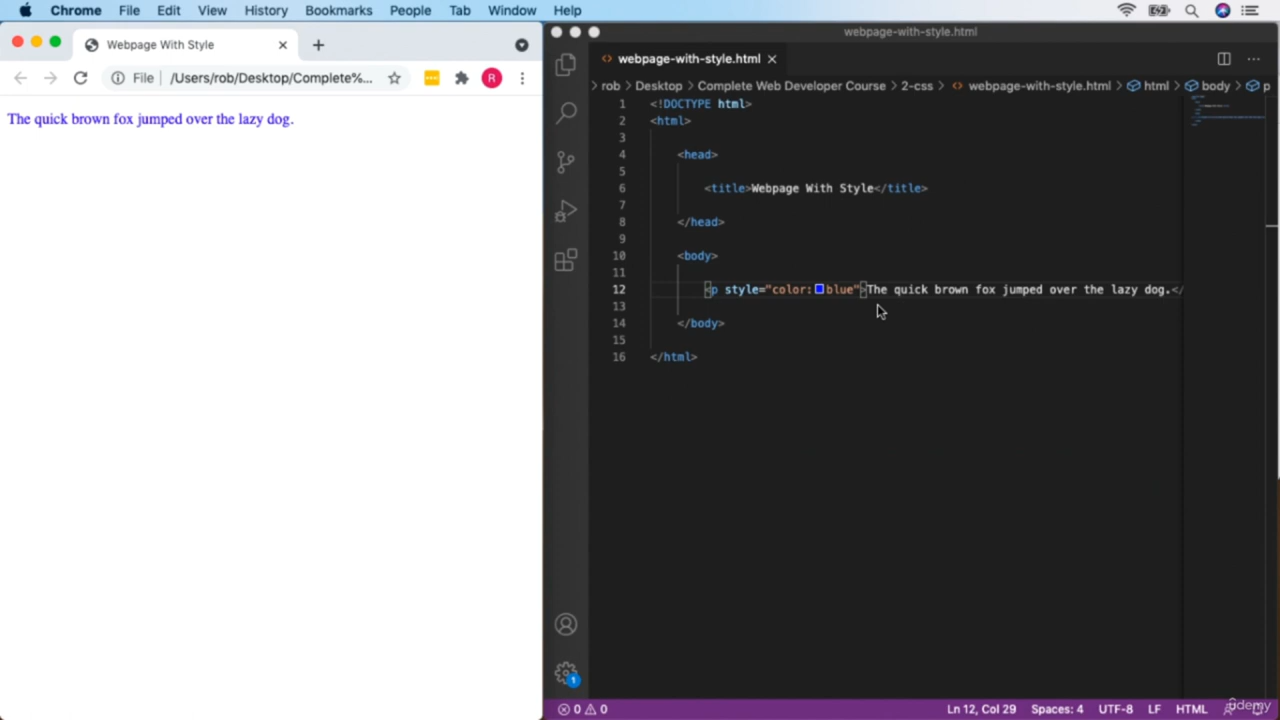 Chrome File Edit View History Bookmarks People Tab Window Help
Webpage With Style
File /Users/rob/Desktop/Complete%...
R
The quick brown fox jumped over the lazy dog.
webpage-with-style.html
webpage-with-style.html
rob > Desktop > Complete Web Developer Course > 2-css > webpage-with-style.html > html > body > p
1 <!DOCTYPE html>
2 <html>
3
4 <head>
5
6 <title>Webpage With Style</title>
7
8 </head>
9
10 <body>
11
12 <p style="color:blue">The quick brown fox jumped over the lazy dog.</
13
14 </body>
15
16 </html>
1
0 0 Ln 12, Col 29 Spaces: 4 UTF-8 LF HTML
udemy